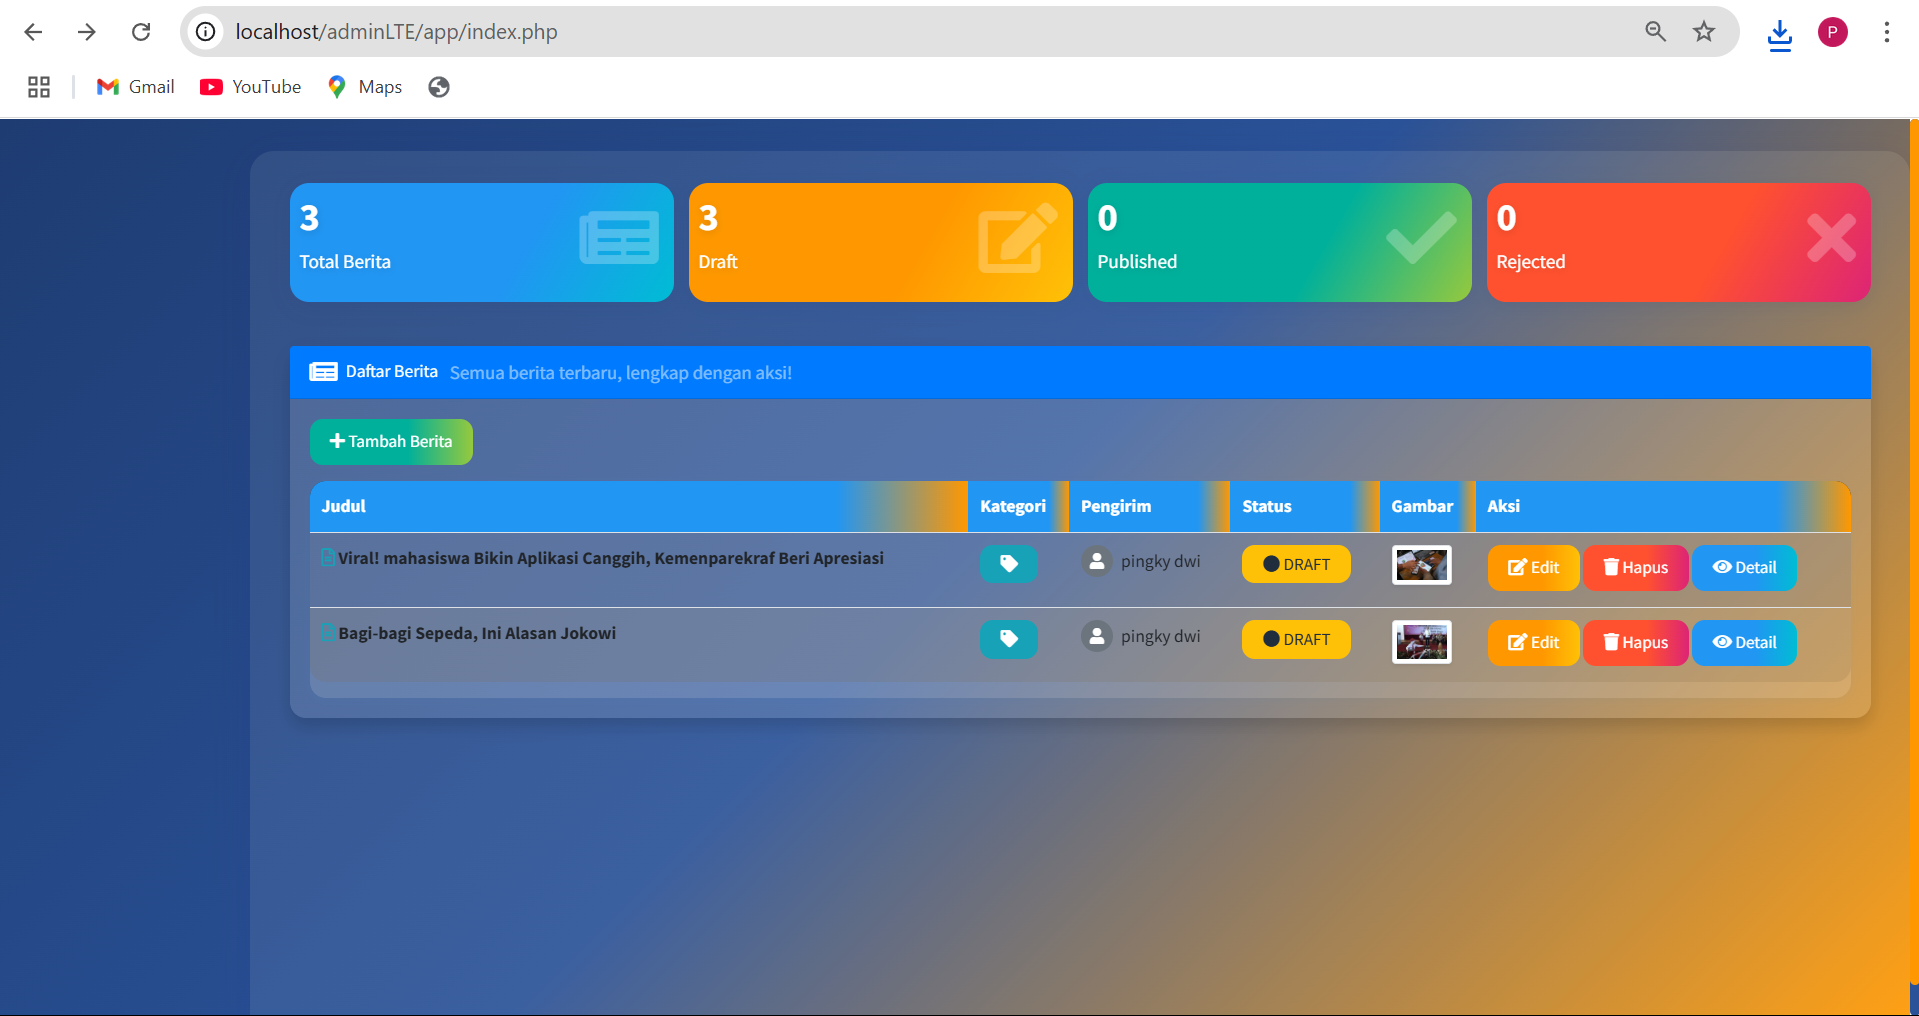 localhost/adminLTE/app/index.php
P
Gmail
YouTube
Maps
3
Total Berita
3
Draft
0
Published
0
Rejected
Daftar Berita Semua berita terbaru, lengkap dengan aksi!
Tambah Berita
Judul Kategori Pengirim Status Gambar Aksi
Viral! mahasiswa Bikin Aplikasi Canggih, Kemenparekraf Beri Apresiasi pingky dwi DRAFT Edit Hapus Detail
Bagi-bagi Sepeda, Ini Alasan Jokowi pingky dwi DRAFT Edit Hapus Detail